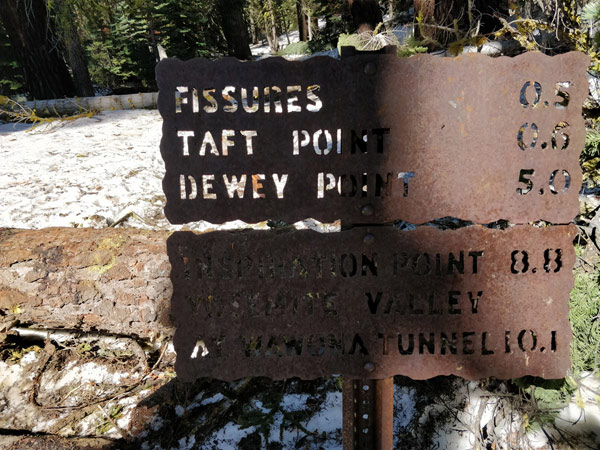 FISSURES 0.5
TAFT POINT 0.6
DEWEY POINT 5.0
INSPIRATION POINT 8.8
YOSEMITE VALLEY
AT WAWONA TUNNEL 10.1